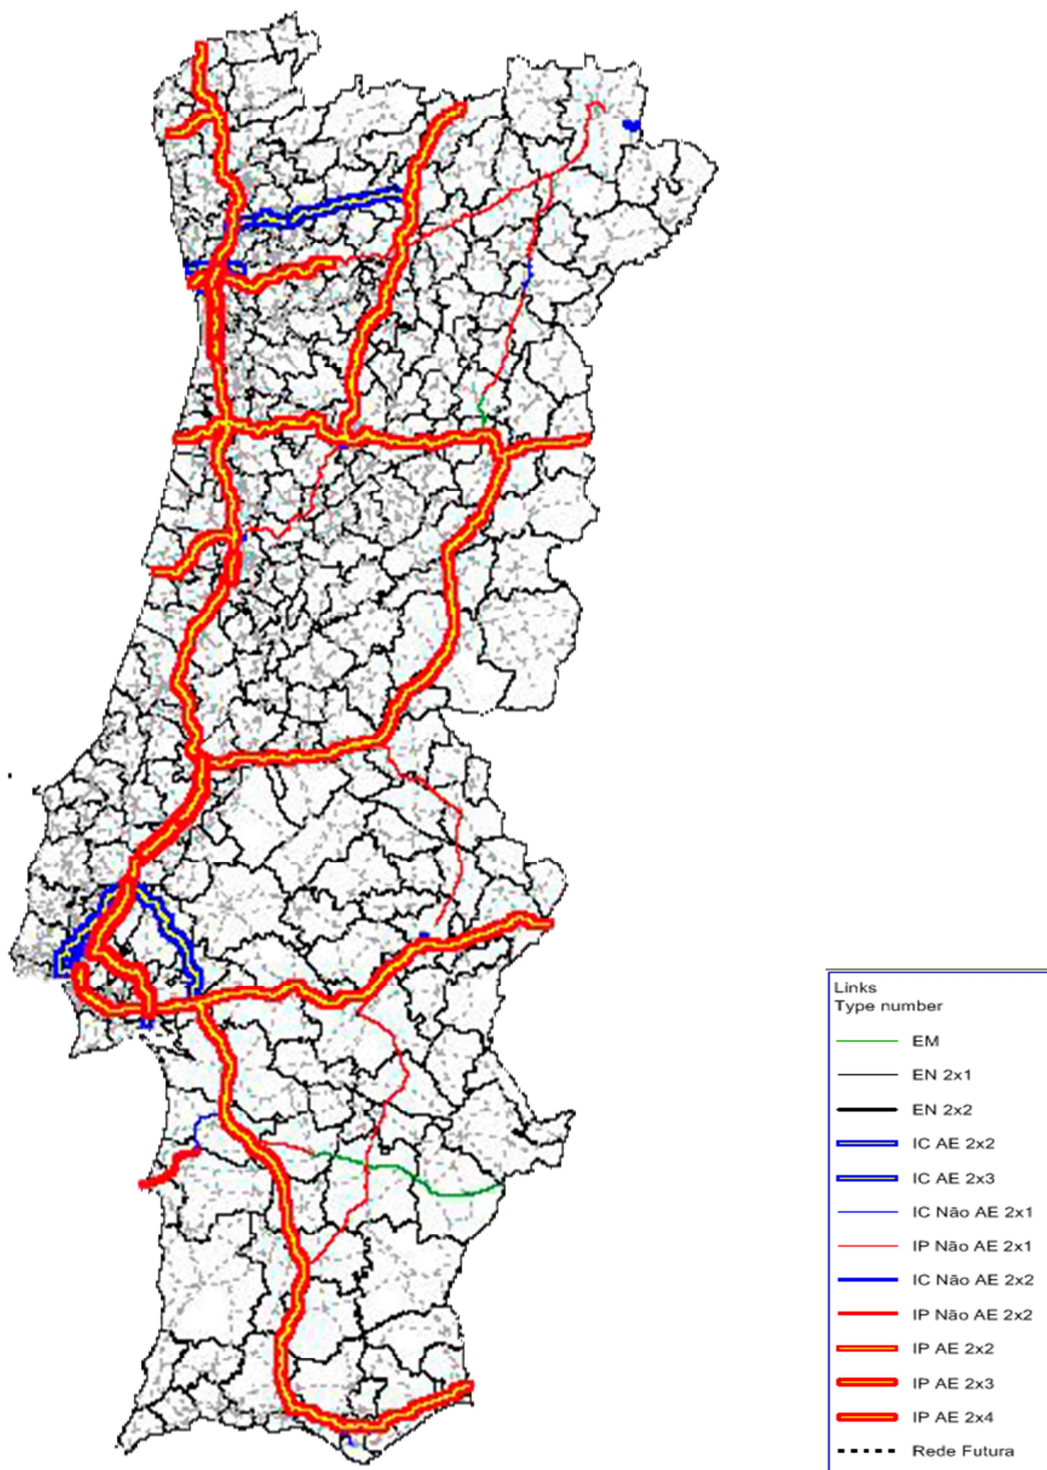 Links
Type number
EM
EN 2x1
EN 2x2
IC AE 2x2
IC AE 2x3
IC Não AE 2x1
IP Não AE 2x1
IC Não AE 2x2
IP Não AE 2x2
IP AE 2x2
IP AE 2x3
IP AE 2x4
Rede Futura